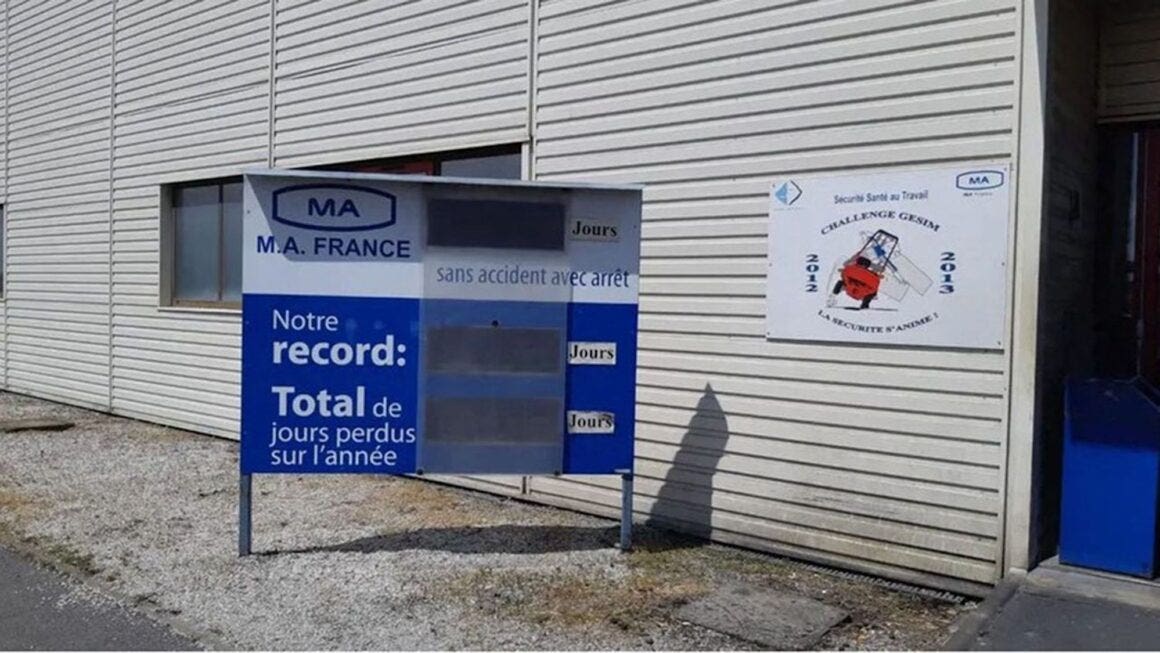 MA
M.A. FRANCE
Jours
sans accident avec arrêt
Notre
record:
Jours
Total de
jours perdus
sur l'année
Jours
MA
Sécurité Santé au Travail
CHALLENGE GESIM
2012
2013
LA SECURITE S'ANIME !